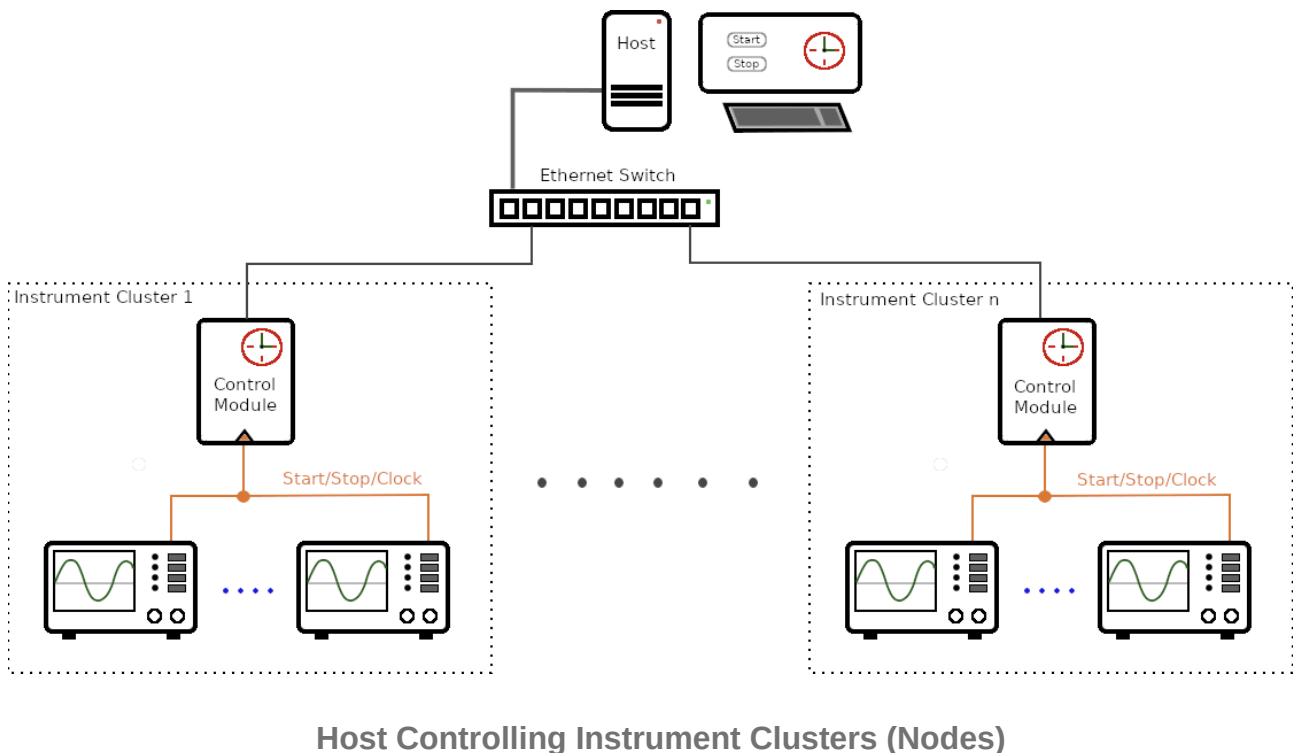 Host
Start
Stop
Ethernet Switch
Instrument Cluster 1
Control
Module
Start/Stop/Clock
Instrument Cluster n
Control
Module
Start/Stop/Clock
Host Controlling Instrument Clusters (Nodes)